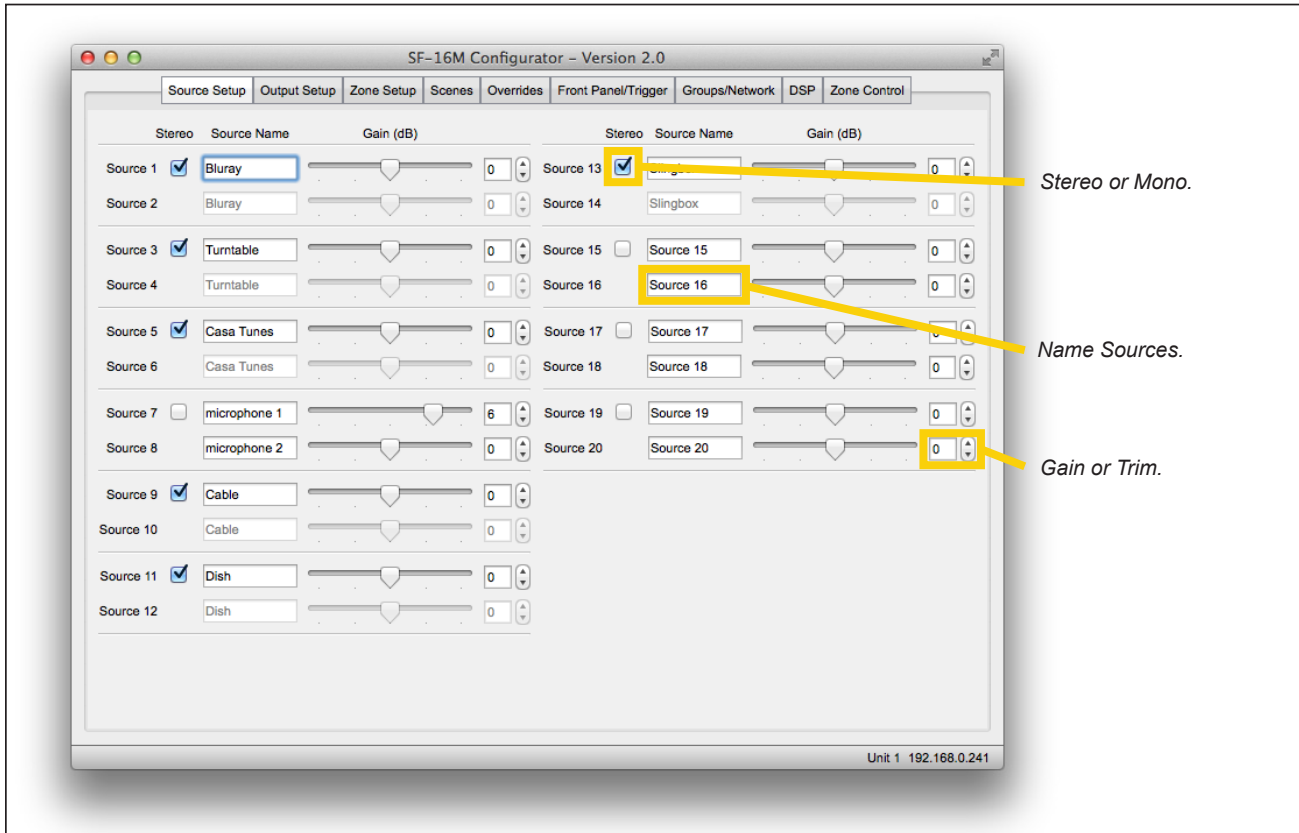 SF-16M Configurator - Version 2.0
Source Setup Output Setup Zone Setup Scenes Overrides Front Panel/Trigger Groups/Network DSP Zone Control
Stereo Source Name Gain (dB)
Source 1 Bluray 0
Source 2 Bluray 0
Source 3 Turntable 0
Source 4 Turntable 0
Source 5 Casa Tunes 0
Source 6 Casa Tunes 0
Source 7 microphone 1 6
Source 8 microphone 2 0
Source 9 Cable 0
Source 10 Cable 0
Source 11 Dish 0
Source 12 Dish 0
Stereo Source Name Gain (dB)
Source 13 Slingbox 0
Source 14 Slingbox 0
Source 15 Source 15 0
Source 16 Source 16 0
Source 17 Source 17 0
Source 18 Source 18 0
Source 19 Source 19 0
Source 20 Source 20 0
Stereo or Mono.
Name Sources.
Gain or Trim.
Unit 1 192.168.0.241